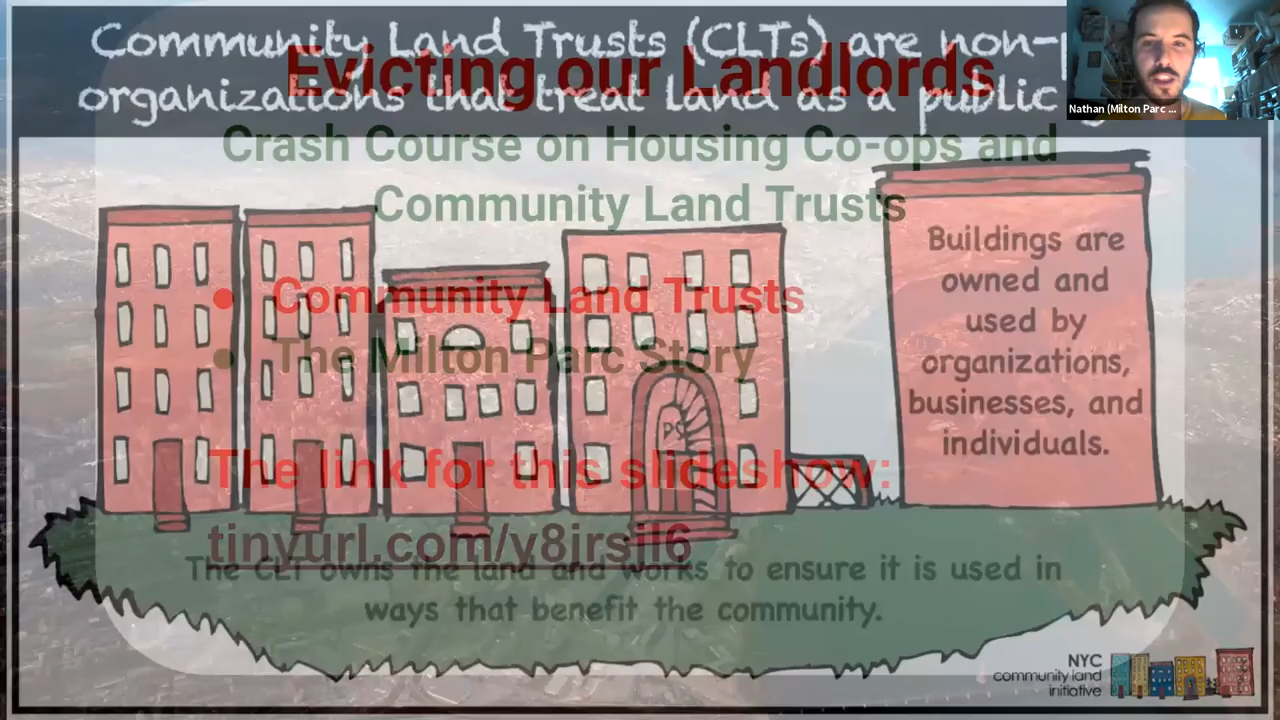 Community Land Trusts (CLTs) are non-p
organizations that treat land as a public
Evicting our Landlords
Crash Course on Housing Co-ops and
Community Land Trusts
Nathan (Milton Parc ...
Buildings are
owned and
used by
organizations,
businesses, and
individuals.
• Community Land Trusts
• The Milton Parc Story
The link for this slideshow:
tinyurl.com/y8jrsjl6
The CLT owns the land and works to ensure it is used in
ways that benefit the community.
NYC
community land
initiative